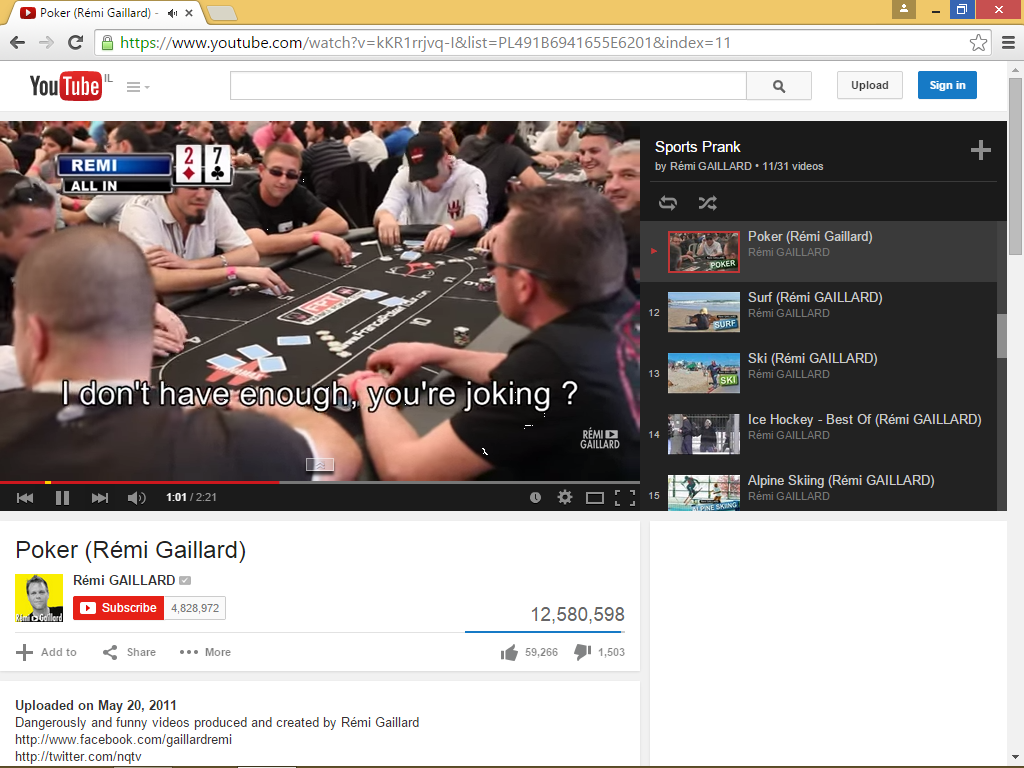 Poker (Rémi Gaillard) -
https://www.youtube.com/watch?v=kKR1rrjvq-I&list=PL491B6941655E6201&index=11
YouTube IL
Upload
Sign in
REMI
ALL IN
2 7
I don't have enough, you're joking ?
RÉMI
GAILLARD
1:01 / 2:21
Sports Prank
by Rémi GAILLARD • 11/31 videos
POKER
Poker (Rémi Gaillard)
Rémi GAILLARD
12
SURF
Surf (Rémi GAILLARD)
Rémi GAILLARD
13
SKI
Ski (Rémi GAILLARD)
Rémi GAILLARD
14
Ice Hockey - Best Of (Rémi GAILLARD)
Rémi GAILLARD
15
ALPINE SKIING
Alpine Skiing (Rémi GAILLARD)
Rémi GAILLARD
Poker (Rémi Gaillard)
Rémi GAILLARD
Rémi Gaillard
Subscribe 4,828,972
12,580,598
Add to Share More
59,266 1,503
Uploaded on May 20, 2011
Dangerously and funny videos produced and created by Rémi Gaillard
http://www.facebook.com/gaillardremi
http://twitter.com/nqtv